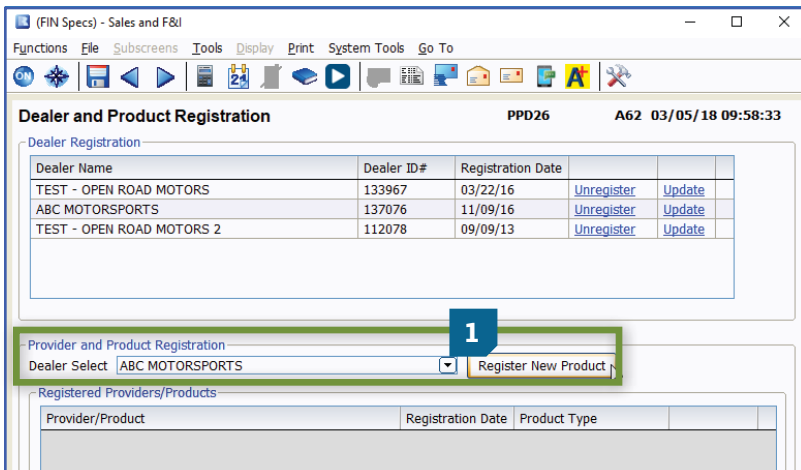 (FIN Specs) - Sales and F&I
Functions File Subscreens Tools Display Print System Tools Go To
ON 21 A+
Dealer and Product Registration PPD26 A62 03/05/18 09:58:33
Dealer Registration
Dealer Name Dealer ID# Registration Date
TEST - OPEN ROAD MOTORS 133967 03/22/16 Unregister Update
ABC MOTORSPORTS 137076 11/09/16 Unregister Update
TEST - OPEN ROAD MOTORS 2 112078 09/09/13 Unregister Update
1
Provider and Product Registration
Dealer Select ABC MOTORSPORTS Register New Product
Registered Providers/Products
Provider/Product Registration Date Product Type